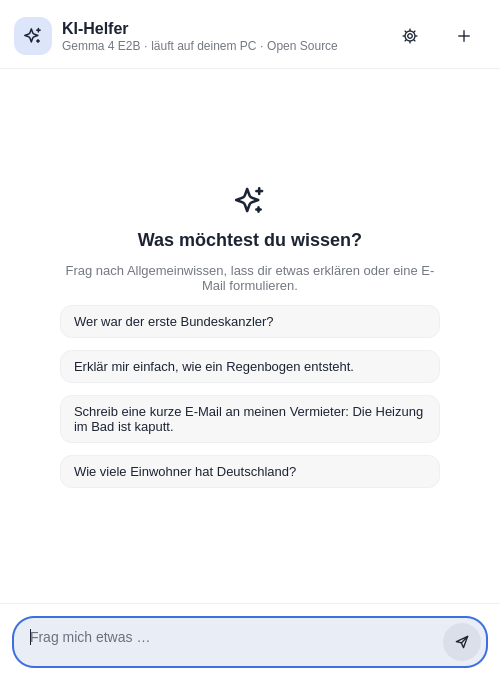 KI-Helfer
Gemma 4 E2B · läuft auf deinem PC · Open Source
Was möchtest du wissen?
Frag nach Allgemeinwissen, lass dir etwas erklären oder eine E-
Mail formulieren.
Wer war der erste Bundeskanzler?
Erklär mir einfach, wie ein Regenbogen entsteht.
Schreib eine kurze E-Mail an meinen Vermieter: Die Heizung
im Bad ist kaputt.
Wie viele Einwohner hat Deutschland?
Frag mich etwas …